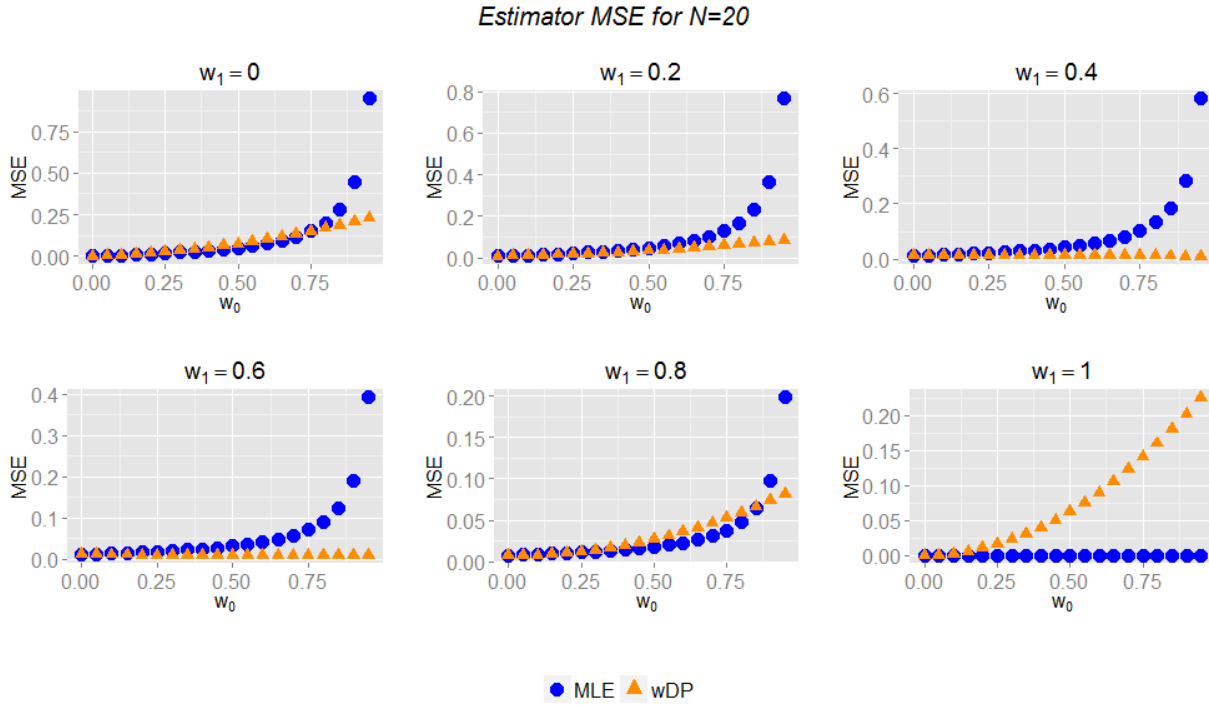 Estimator MSE for N=20
w₁ = 0
MSE
0.75
0.50
0.25
0.00
0.00 0.25 0.50 0.75
w₀
w₁ = 0.2
MSE
0.8
0.6
0.4
0.2
0.0
0.00 0.25 0.50 0.75
w₀
w₁ = 0.4
MSE
0.6
0.4
0.2
0.0
0.00 0.25 0.50 0.75
w₀
w₁ = 0.6
MSE
0.4
0.3
0.2
0.1
0.0
0.00 0.25 0.50 0.75
w₀
w₁ = 0.8
MSE
0.20
0.15
0.10
0.05
0.00
0.00 0.25 0.50 0.75
w₀
w₁ = 1
MSE
0.20
0.15
0.10
0.05
0.00
0.00 0.25 0.50 0.75
w₀
MLE wDP